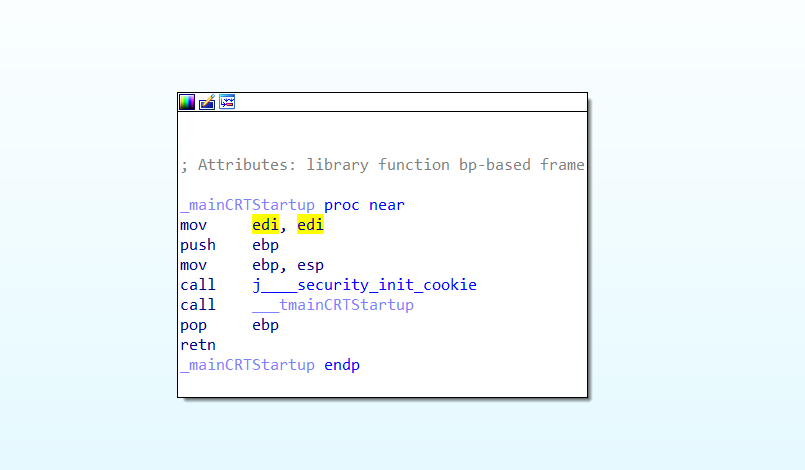 ; Attributes: library function bp-based frame
_mainCRTStartup proc near
mov     edi, edi
push    ebp
mov     ebp, esp
call    j____security_init_cookie
call    ___tmainCRTStartup
pop     ebp
retn
_mainCRTStartup endp